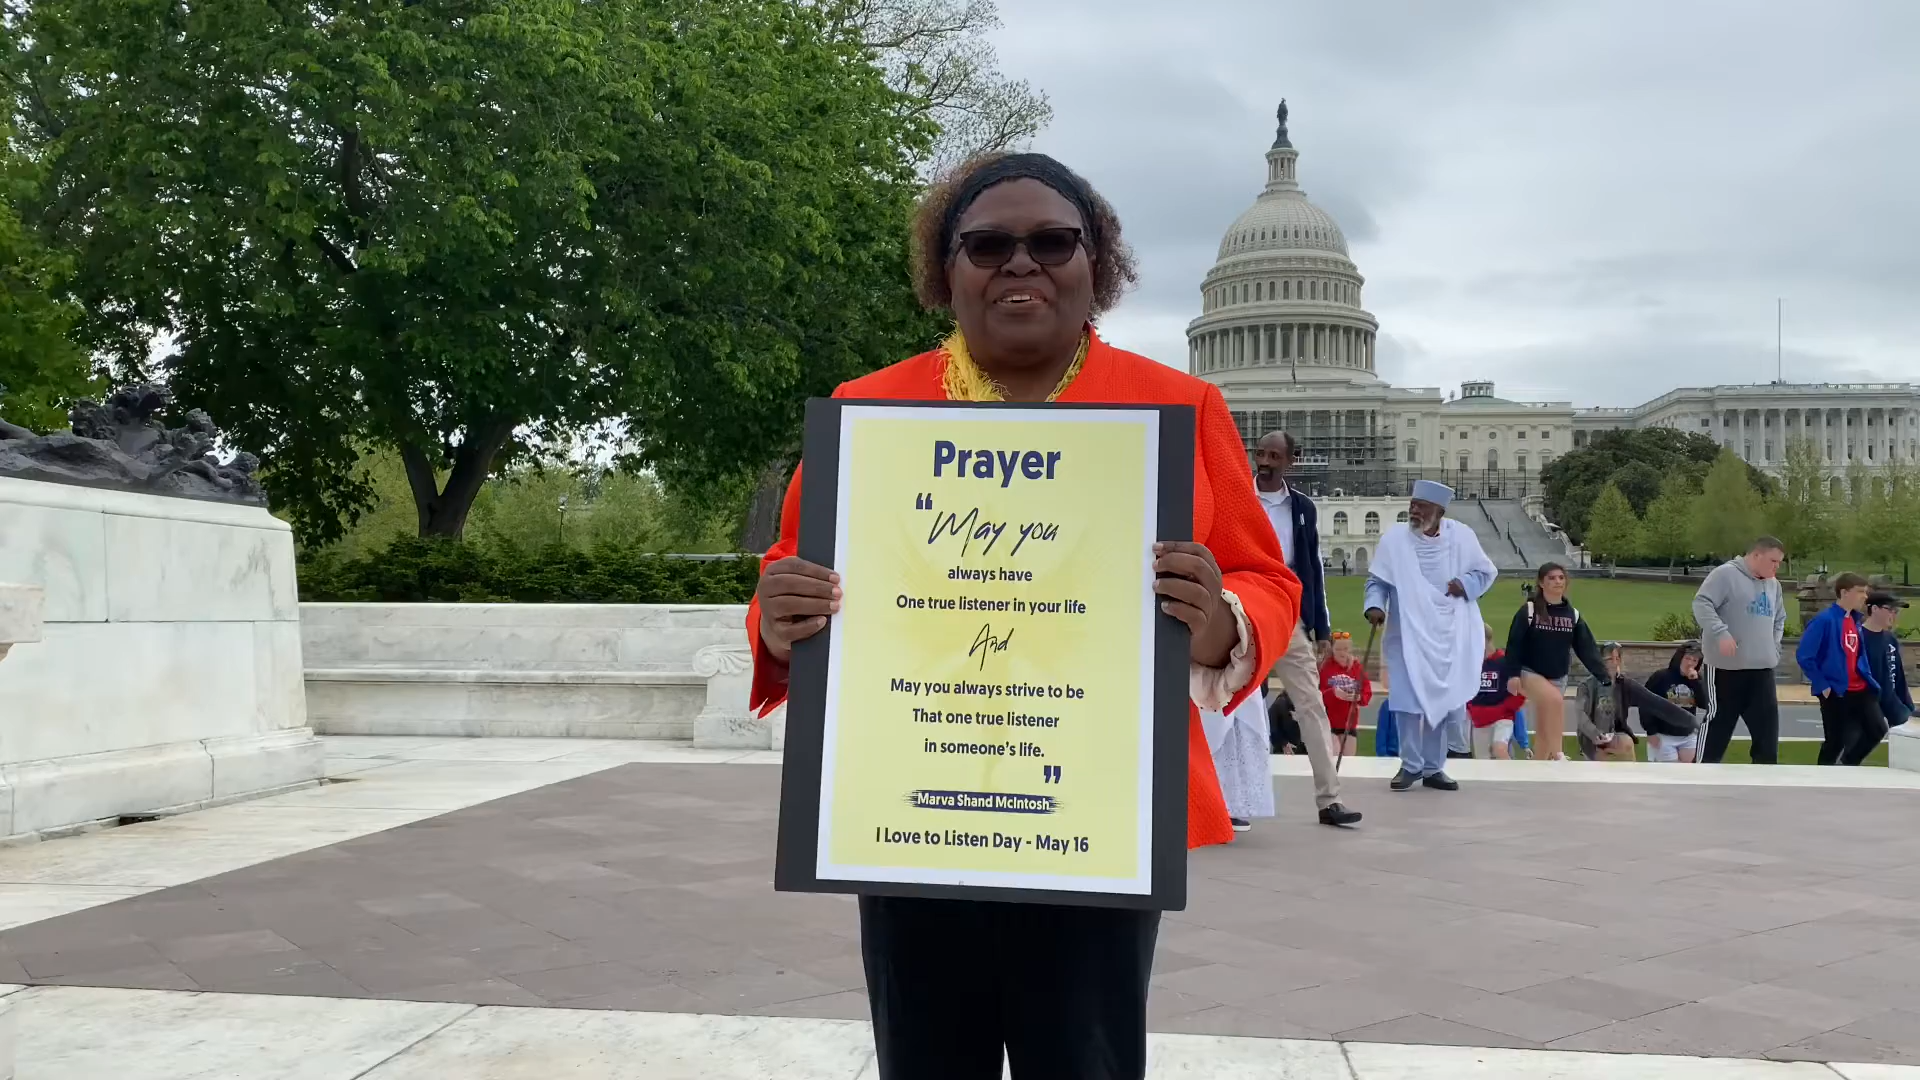 Prayer
“May you
always have
One true listener in your life
And
May you always strive to be
That one true listener
in someone's life.
”
Marva Shand McIntosh
I Love to Listen Day - May 16